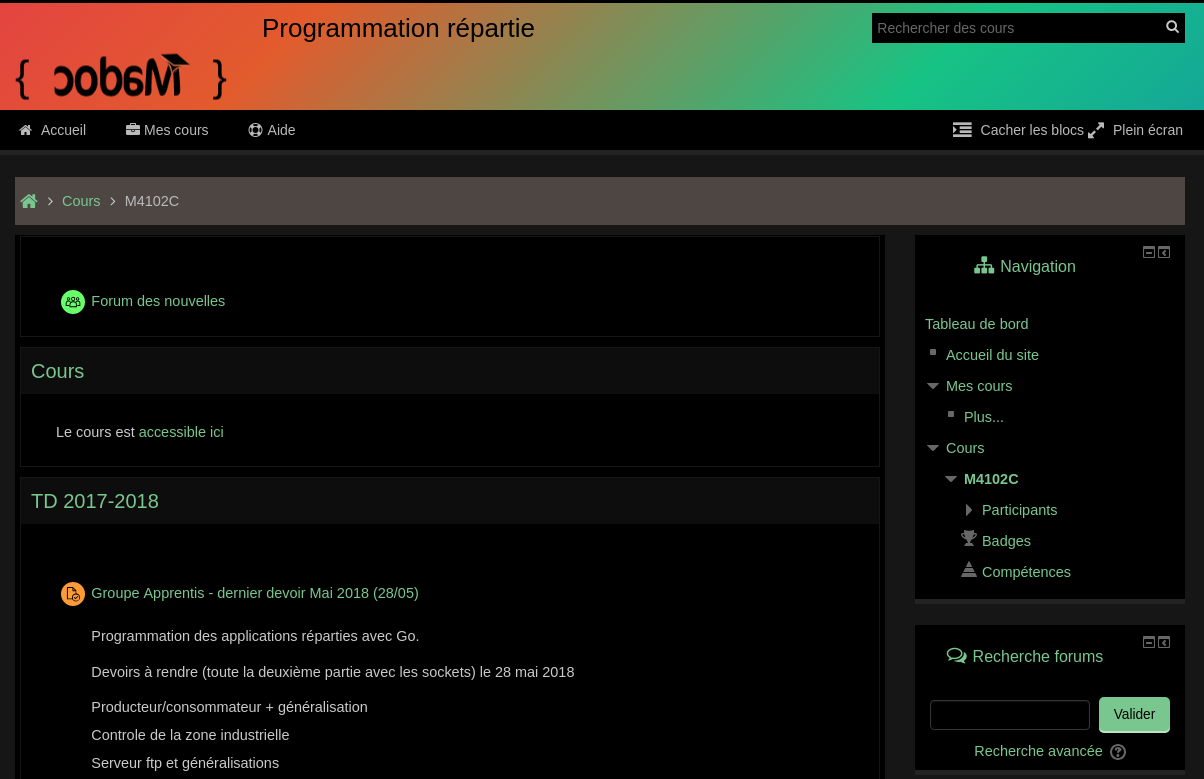 Programmation répartie
Rechercher des cours
{ Madoc }
Accueil
Mes cours
Aide
Cacher les blocs
Plein écran
Cours > M4102C
Forum des nouvelles
Cours
Le cours est accessible ici
TD 2017-2018
Groupe Apprentis - dernier devoir Mai 2018 (28/05)
Programmation des applications réparties avec Go.
Devoirs à rendre (toute la deuxième partie avec les sockets) le 28 mai 2018
Producteur/consommateur + généralisation
Controle de la zone industrielle
Serveur ftp et généralisations
Navigation
Tableau de bord
Accueil du site
Mes cours
Plus...
Cours
M4102C
Participants
Badges
Compétences
Recherche forums
Valider
Recherche avancée